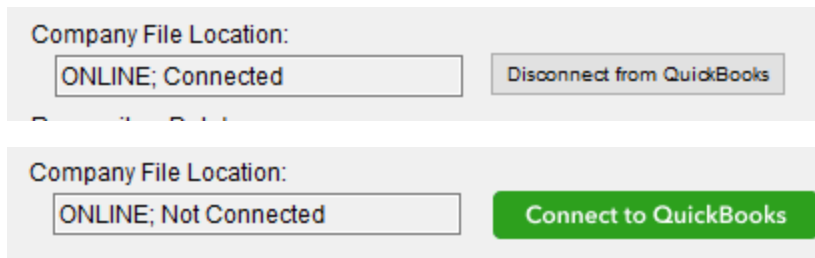 Company File Location:
ONLINE; Connected Disconnect from QuickBooks
Company File Location:
ONLINE; Not Connected Connect to QuickBooks